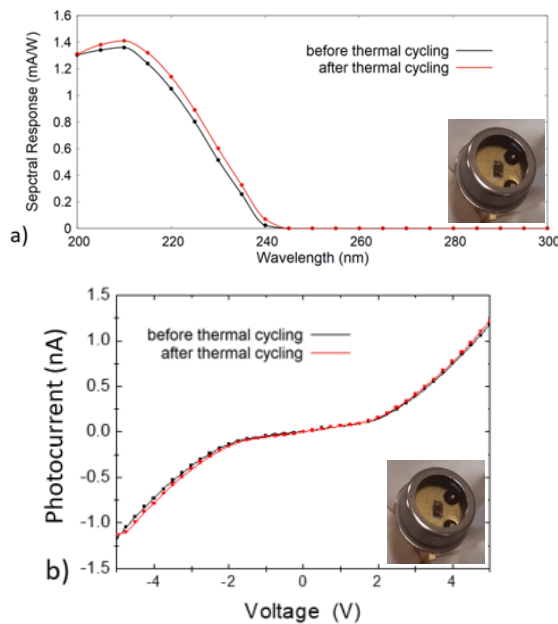 1.6
1.4
1.2
1
0.8
0.6
0.4
0.2
0
Sepctral Response (mA/W)
before thermal cycling
after thermal cycling
200 220 240 260 280 300
Wavelength (nm)
a)
1.5
1.0
0.5
0.0
-0.5
-1.0
-1.5
Photocurrent (nA)
before thermal cycling
after thermal cycling
-4 -2 0 2 4
Voltage (V)
b)